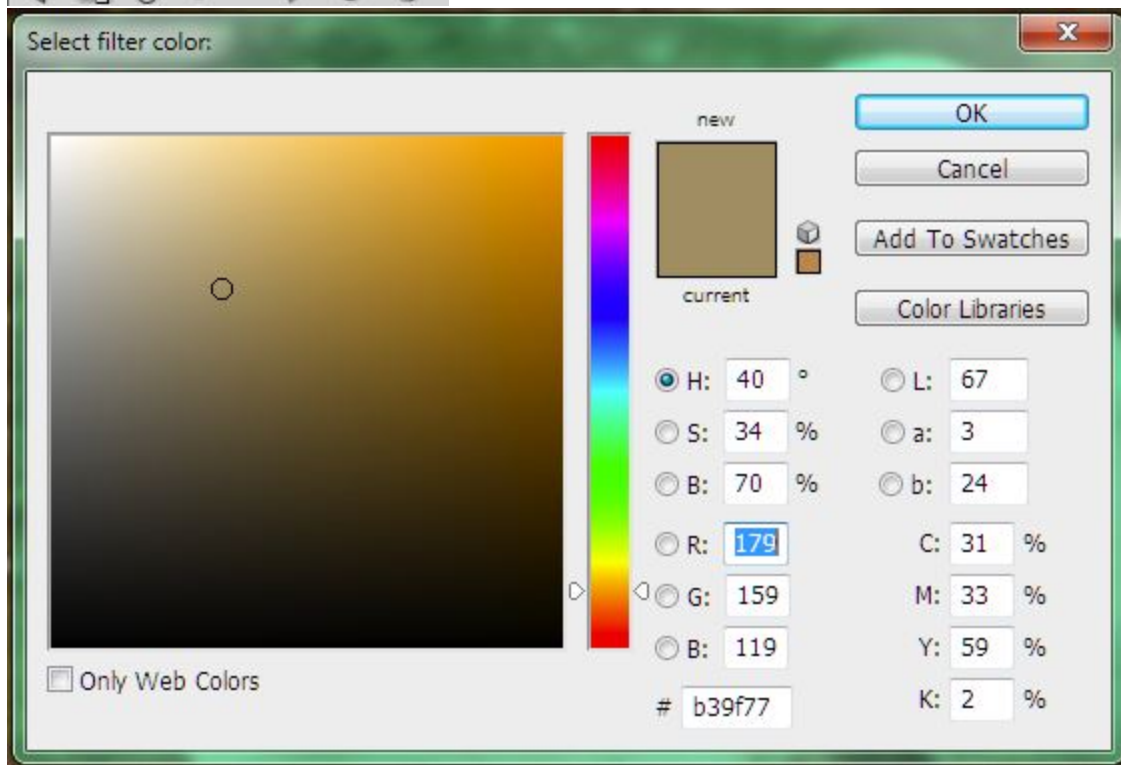 Select filter color:
x
new
OK
Cancel
Add To Swatches
current
Color Libraries
H: 40 °
L: 67
S: 34 %
a: 3
B: 70 %
b: 24
R: 179
C: 31 %
G: 159
M: 33 %
B: 119
Y: 59 %
Only Web Colors
# b39f77
K: 2 %